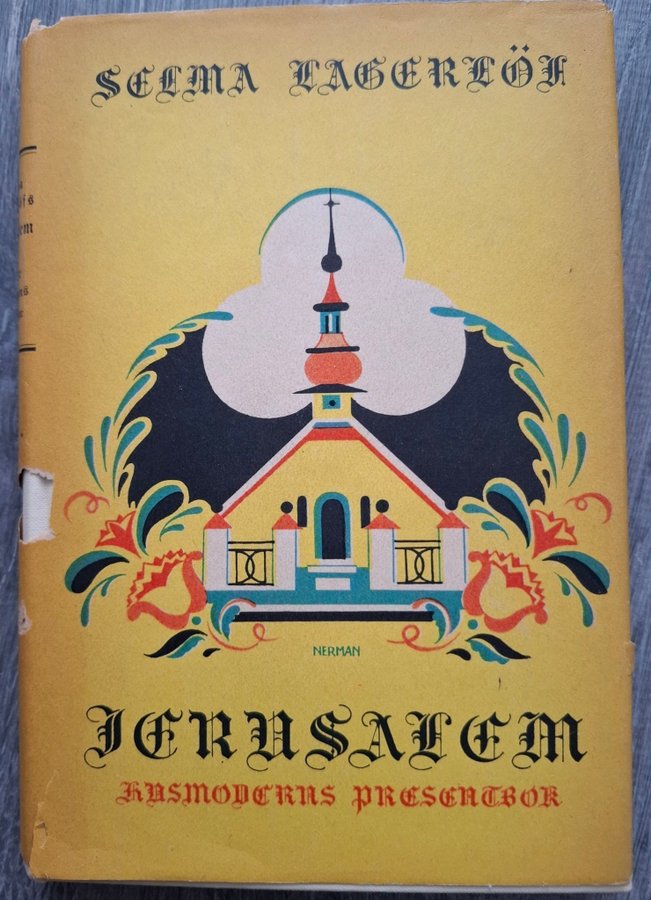 SELMA LAGERLÖF
NERMAN
JERUSALEM
HUSMODERNS PRESENTBOK